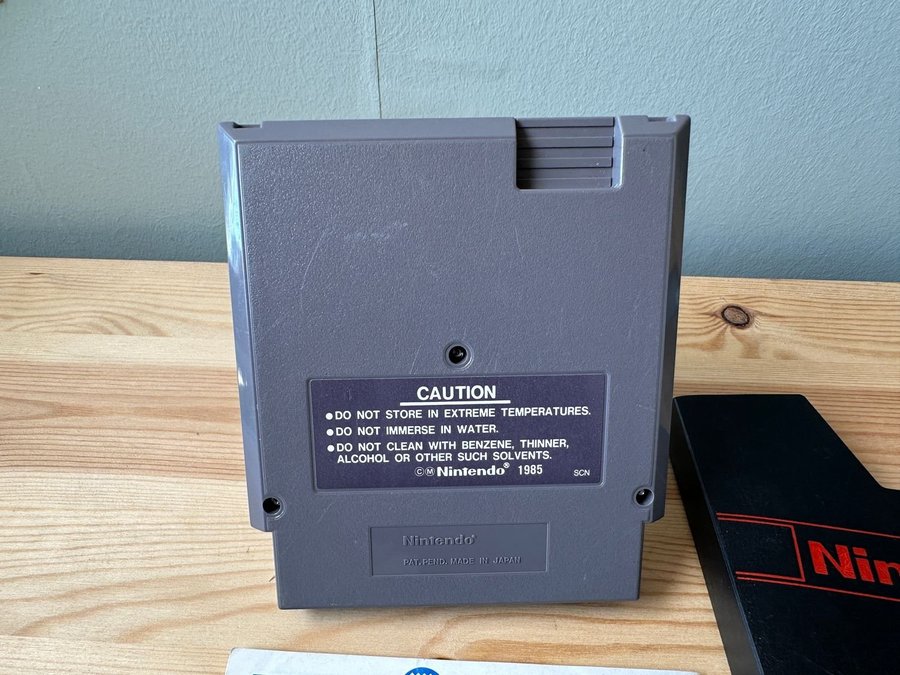 CAUTION
●DO NOT STORE IN EXTREME TEMPERATURES.
●DO NOT IMMERSE IN WATER.
●DO NOT CLEAN WITH BENZENE, THINNER,
ALCOHOL OR OTHER SUCH SOLVENTS.
©Ⓜ Nintendo® 1985 SCN
Nintendo®
PAT. PEND. MADE IN JAPAN
Nin